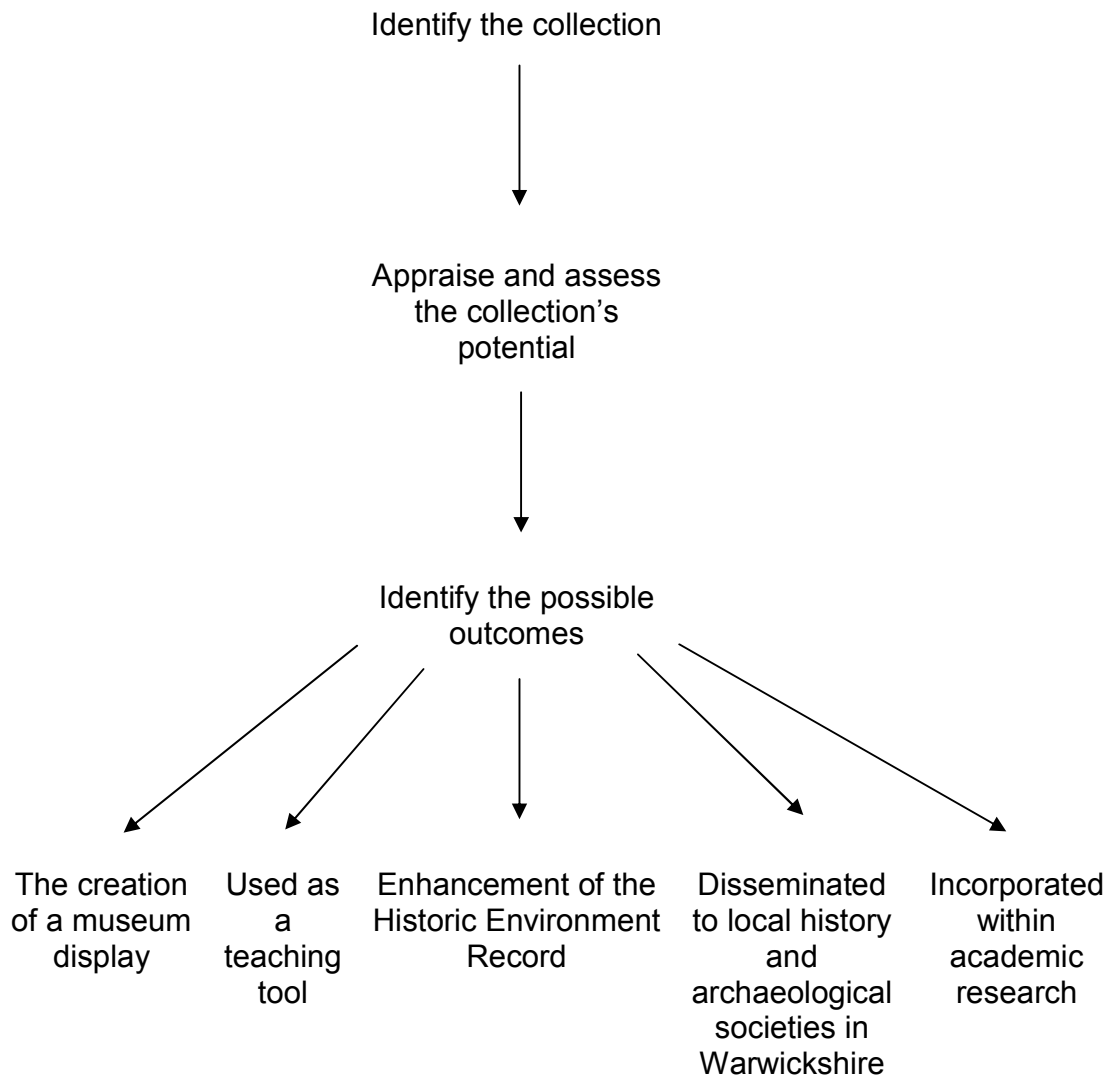 Identify the collection
Appraise and assess
the collection's
potential
Identify the possible
outcomes
The creation
of a museum
display
Used as
a
teaching
tool
Enhancement of the
Historic Environment
Record
Disseminated
to local history
and
archaeological
societies in
Warwickshire
Incorporated
within
academic
research